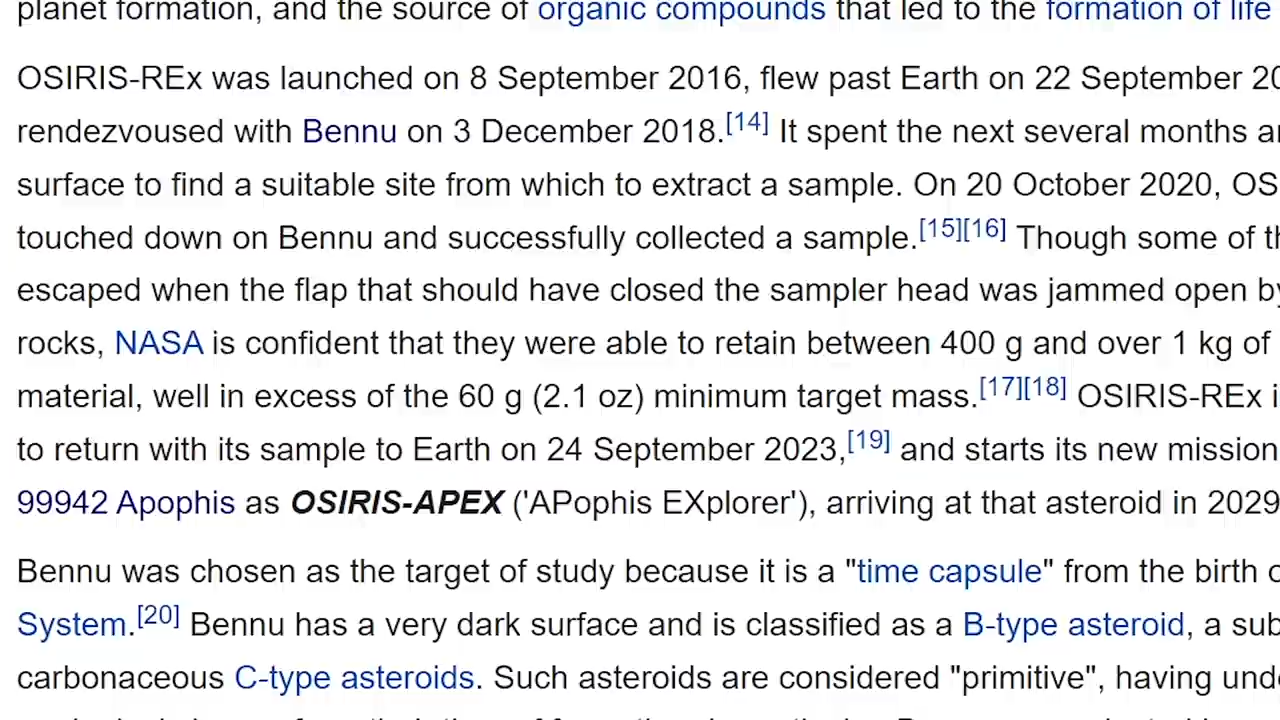 planet formation, and the source of organic compounds that led to the formation of life
OSIRIS-REx was launched on 8 September 2016, flew past Earth on 22 September
rendezvoused with Bennu on 3 December 2018.[14] It spent the next several months
surface to find a suitable site from which to extract a sample. On 20 October 2020,
touched down on Bennu and successfully collected a sample.[15][16] Though some of
escaped when the flap that should have closed the sampler head was jammed open by
rocks, NASA is confident that they were able to retain between 400 g and over 1 kg of
material, well in excess of the 60 g (2.1 oz) minimum target mass.[17][18] OSIRIS-REx
to return with its sample to Earth on 24 September 2023,[19] and starts its new mission
99942 Apophis as OSIRIS-APEX ('APophis EXplorer'), arriving at that asteroid in 2029
Bennu was chosen as the target of study because it is a "time capsule" from the birth
System.[20] Bennu has a very dark surface and is classified as a B-type asteroid, a
carbonaceous C-type asteroids. Such asteroids are considered "primitive", having